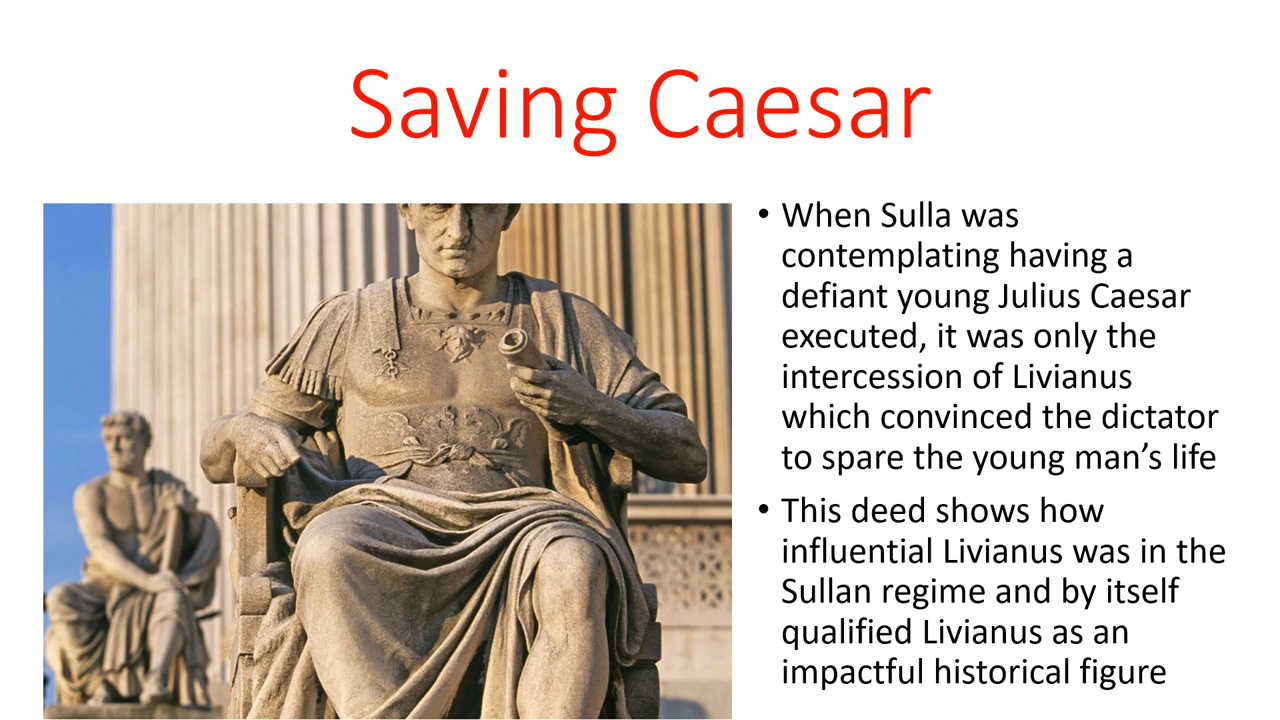 Saving Caesar
• When Sulla was
contemplating having a
defiant young Julius Caesar
executed, it was only the
intercession of Livianus
which convinced the dictator
to spare the young man’s life
• This deed shows how
influential Livianus was in the
Sullan regime and by itself
qualified Livianus as an
impactful historical figure